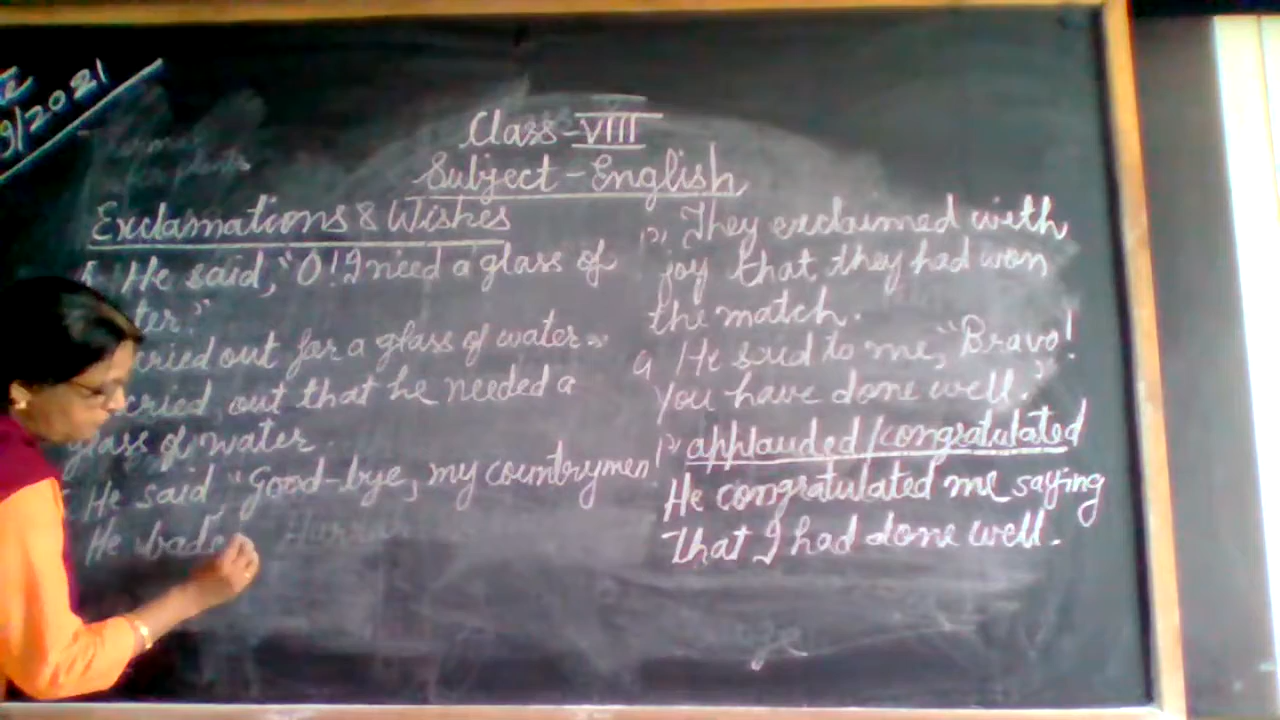 9/2021
Class-VIII
Subject-English
Exclamations & Wishes
He said, "O! I need a glass of
ter."
cried out for a glass of water.
cried out that he needed a
glass of water.
He said "Good-bye, my countrymen!
He bade
They exclaimed with
joy that they had won
the match.
He said to me, "Bravo!
You have done well."
applauded/congratulated
He congratulated me saying
that I had done well.